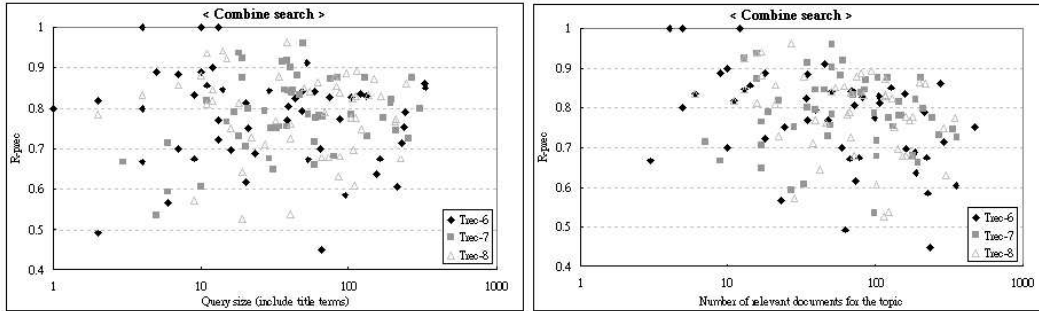 < Combine search >
R-prec
1
0.9
0.8
0.7
0.6
0.5
0.4
1
10
100
1000
Query size (include title terms)
Trec-6
Trec-7
Trec-8
< Combine search >
R-prec
1
0.9
0.8
0.7
0.6
0.5
0.4
1
10
100
1000
Number of relevant documents for the topic
Trec-6
Trec-7
Trec-8